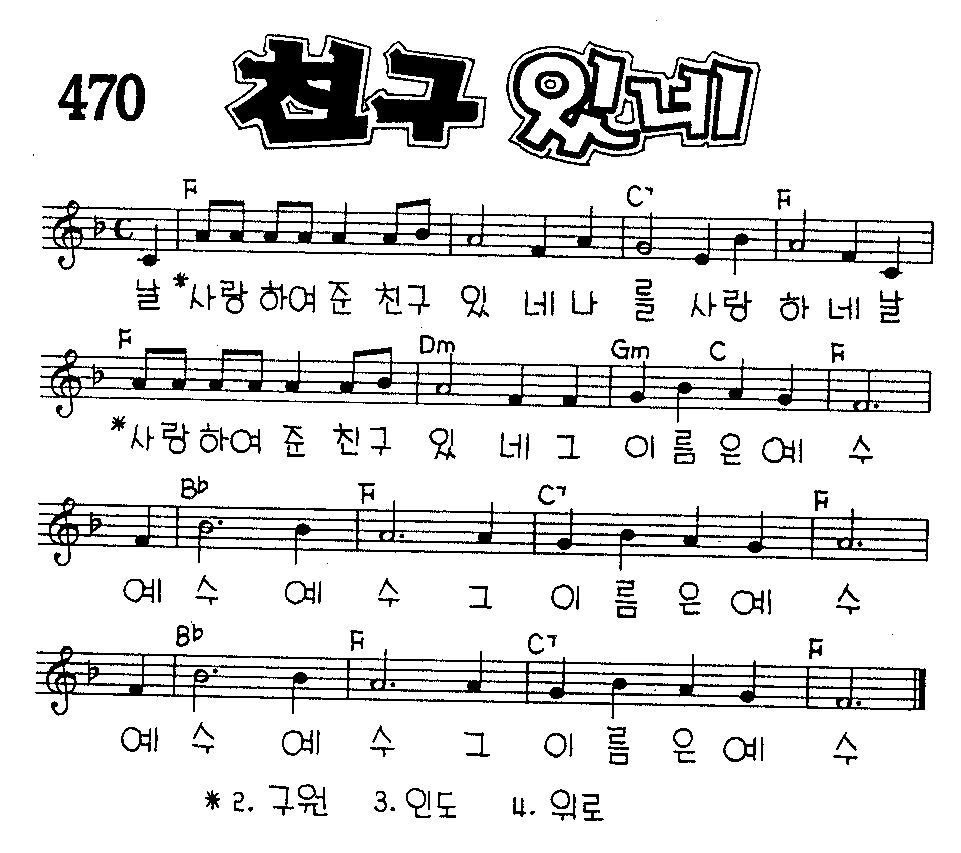 470 친구 있네
F C7 F
날 *사랑 하여 준 친구 있 네 나 를 사랑 하 네 날
F Dm Gm C F
*사랑 하여 준 친구 있 네 그 이 름 은 예 수
Bb F C7 F
예 수 예 수 그 이 름 은 예 수
Bb F C7 F
예 수 예 수 그 이 름 은 예 수
*2. 구원 3. 인도 4. 위로